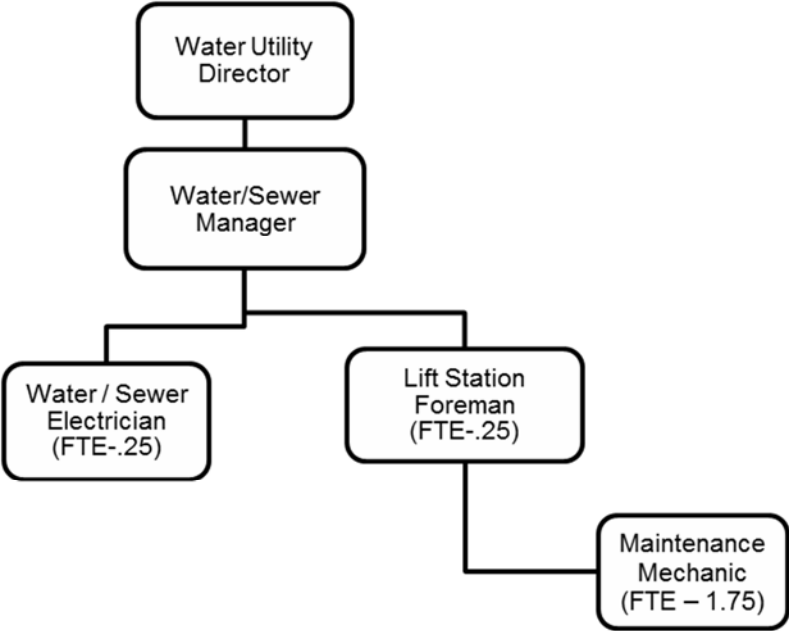 Water Utility
Director
Water/Sewer
Manager
Water / Sewer
Electrician
(FTE-.25)
Lift Station
Foreman
(FTE-.25)
Maintenance
Mechanic
(FTE – 1.75)